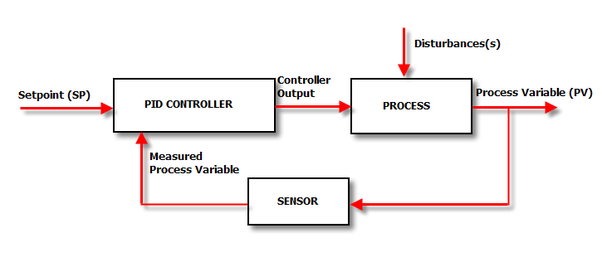 Disturbances(s)
Setpoint (SP)
PID CONTROLLER
Controller
Output
PROCESS
Process Variable (PV)
Measured
Process Variable
SENSOR